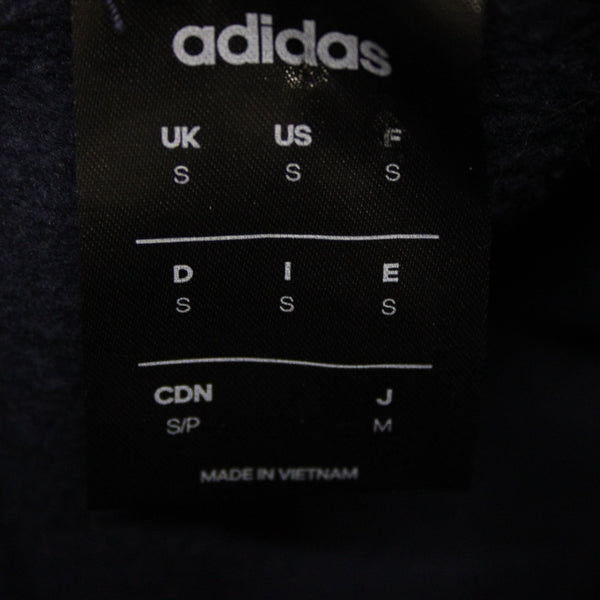 adidas
UK US F
S S S
D I E
S S S
CDN J
S/P M
MADE IN VIETNAM